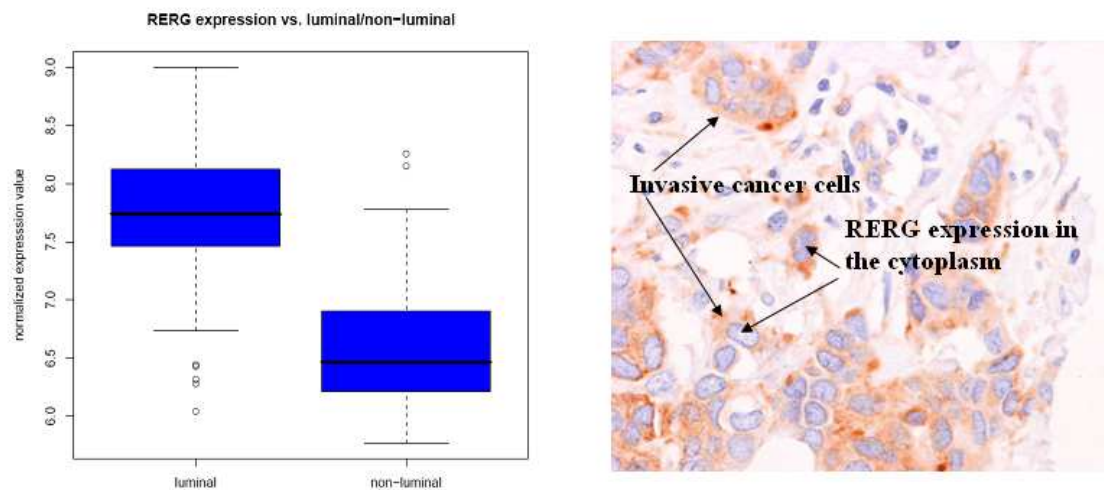 RERG expression vs. luminal/non-luminal
normalized expresssion value
9.0
8.5
8.0
7.5
7.0
6.5
6.0
luminal
non-luminal
Invasive cancer cells
RERG expression in
the cytoplasm